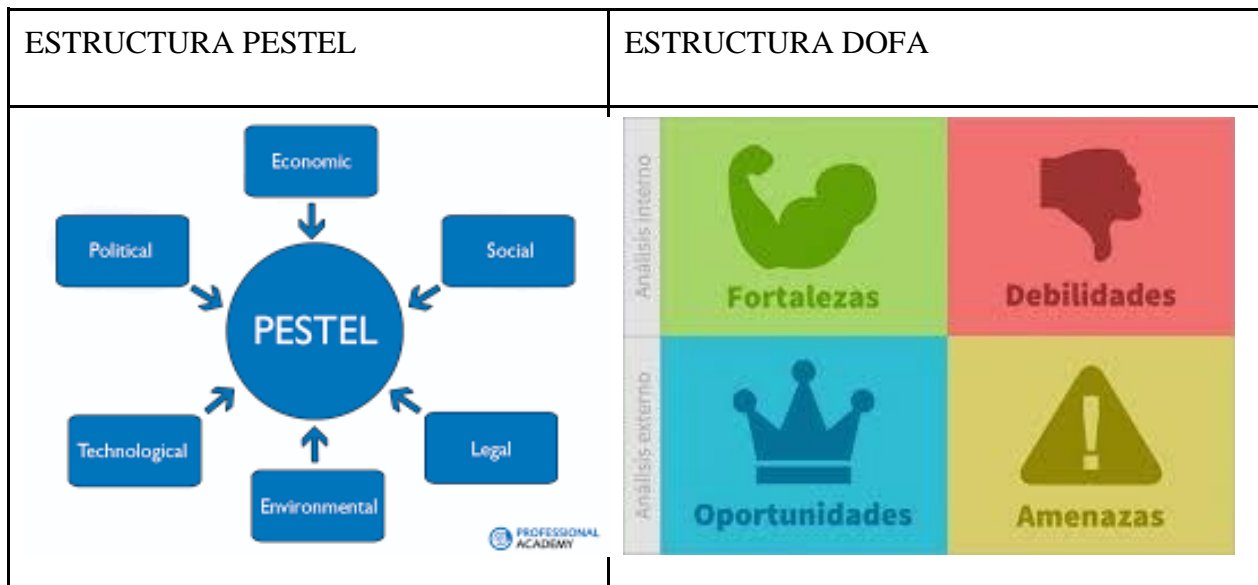 ESTRUCTURA PESTEL
ESTRUCTURA DOFA
Economic
Political
Social
PESTEL
Technological
Legal
Environmental
PROFESSIONAL
ACADEMY
Análisis interno
Fortalezas
Debilidades
Análisis externo
Oportunidades
!
Amenazas